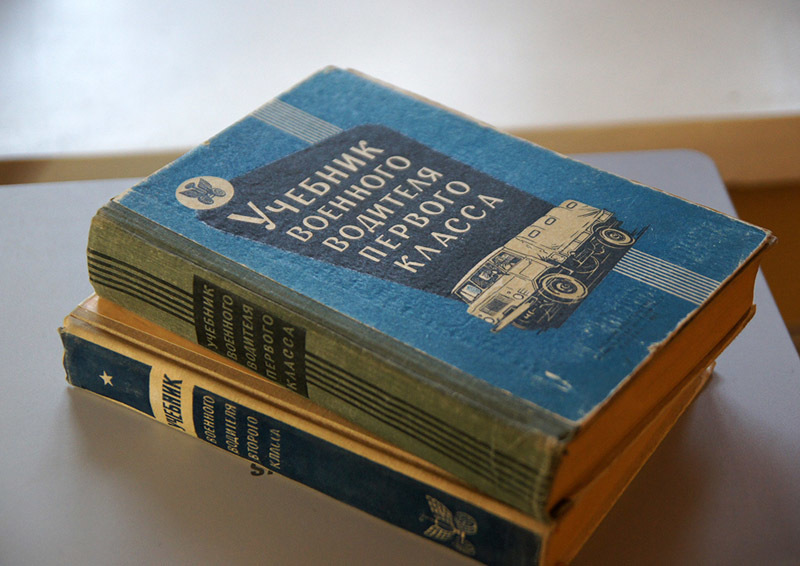 УЧЕБНИК
ВОЕННОГО
ВОДИТЕЛЯ
ПЕРВОГО
КЛАССА
УЧЕБНИК
ВОЕННОГО
ВОДИТЕЛЯ
ПЕРВОГО
КЛАССА
УЧЕБНИК
ВОЕННОГО
ВОДИТЕЛЯ
ВТОРОГО
КЛАССА